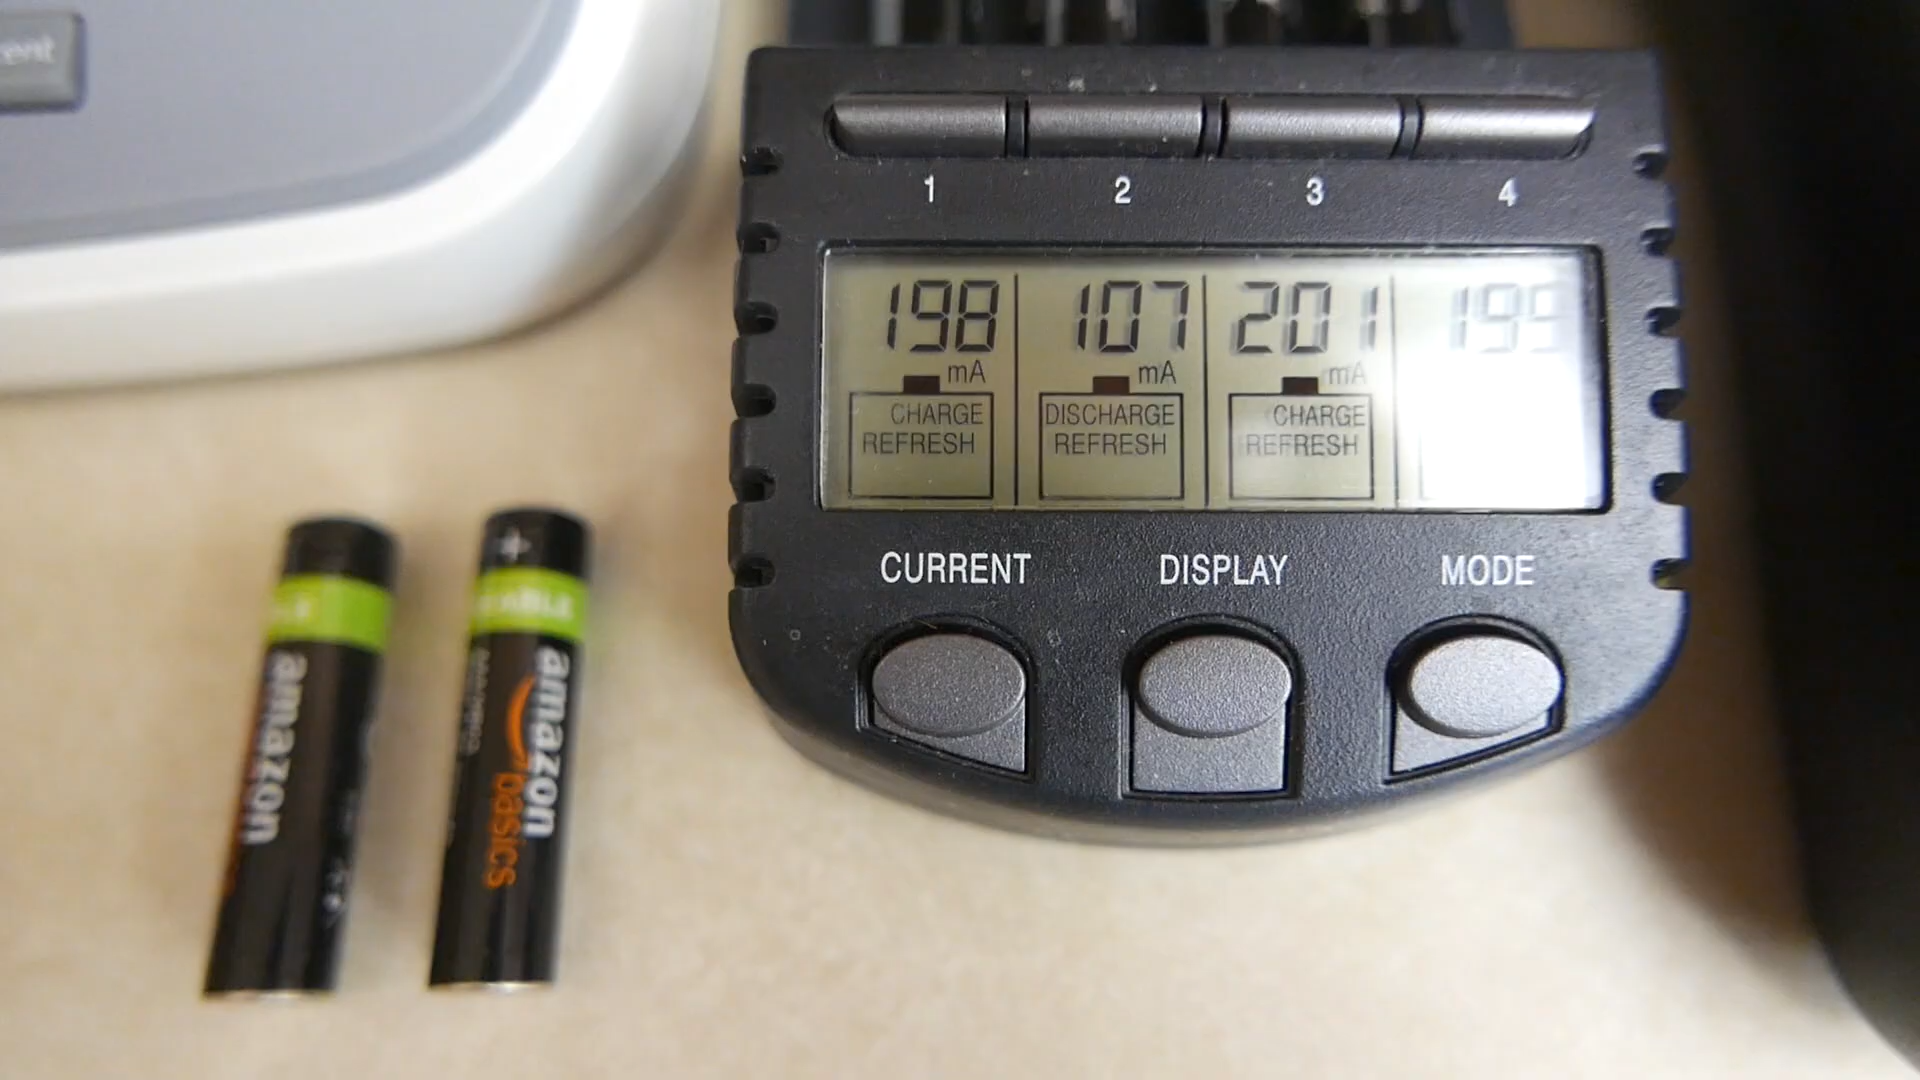 1 2 3 4
198 107 201 199
mA mA mA
CHARGE DISCHARGE CHARGE
REFRESH REFRESH REFRESH
CURRENT DISPLAY MODE
amazon
+
amazon
basics